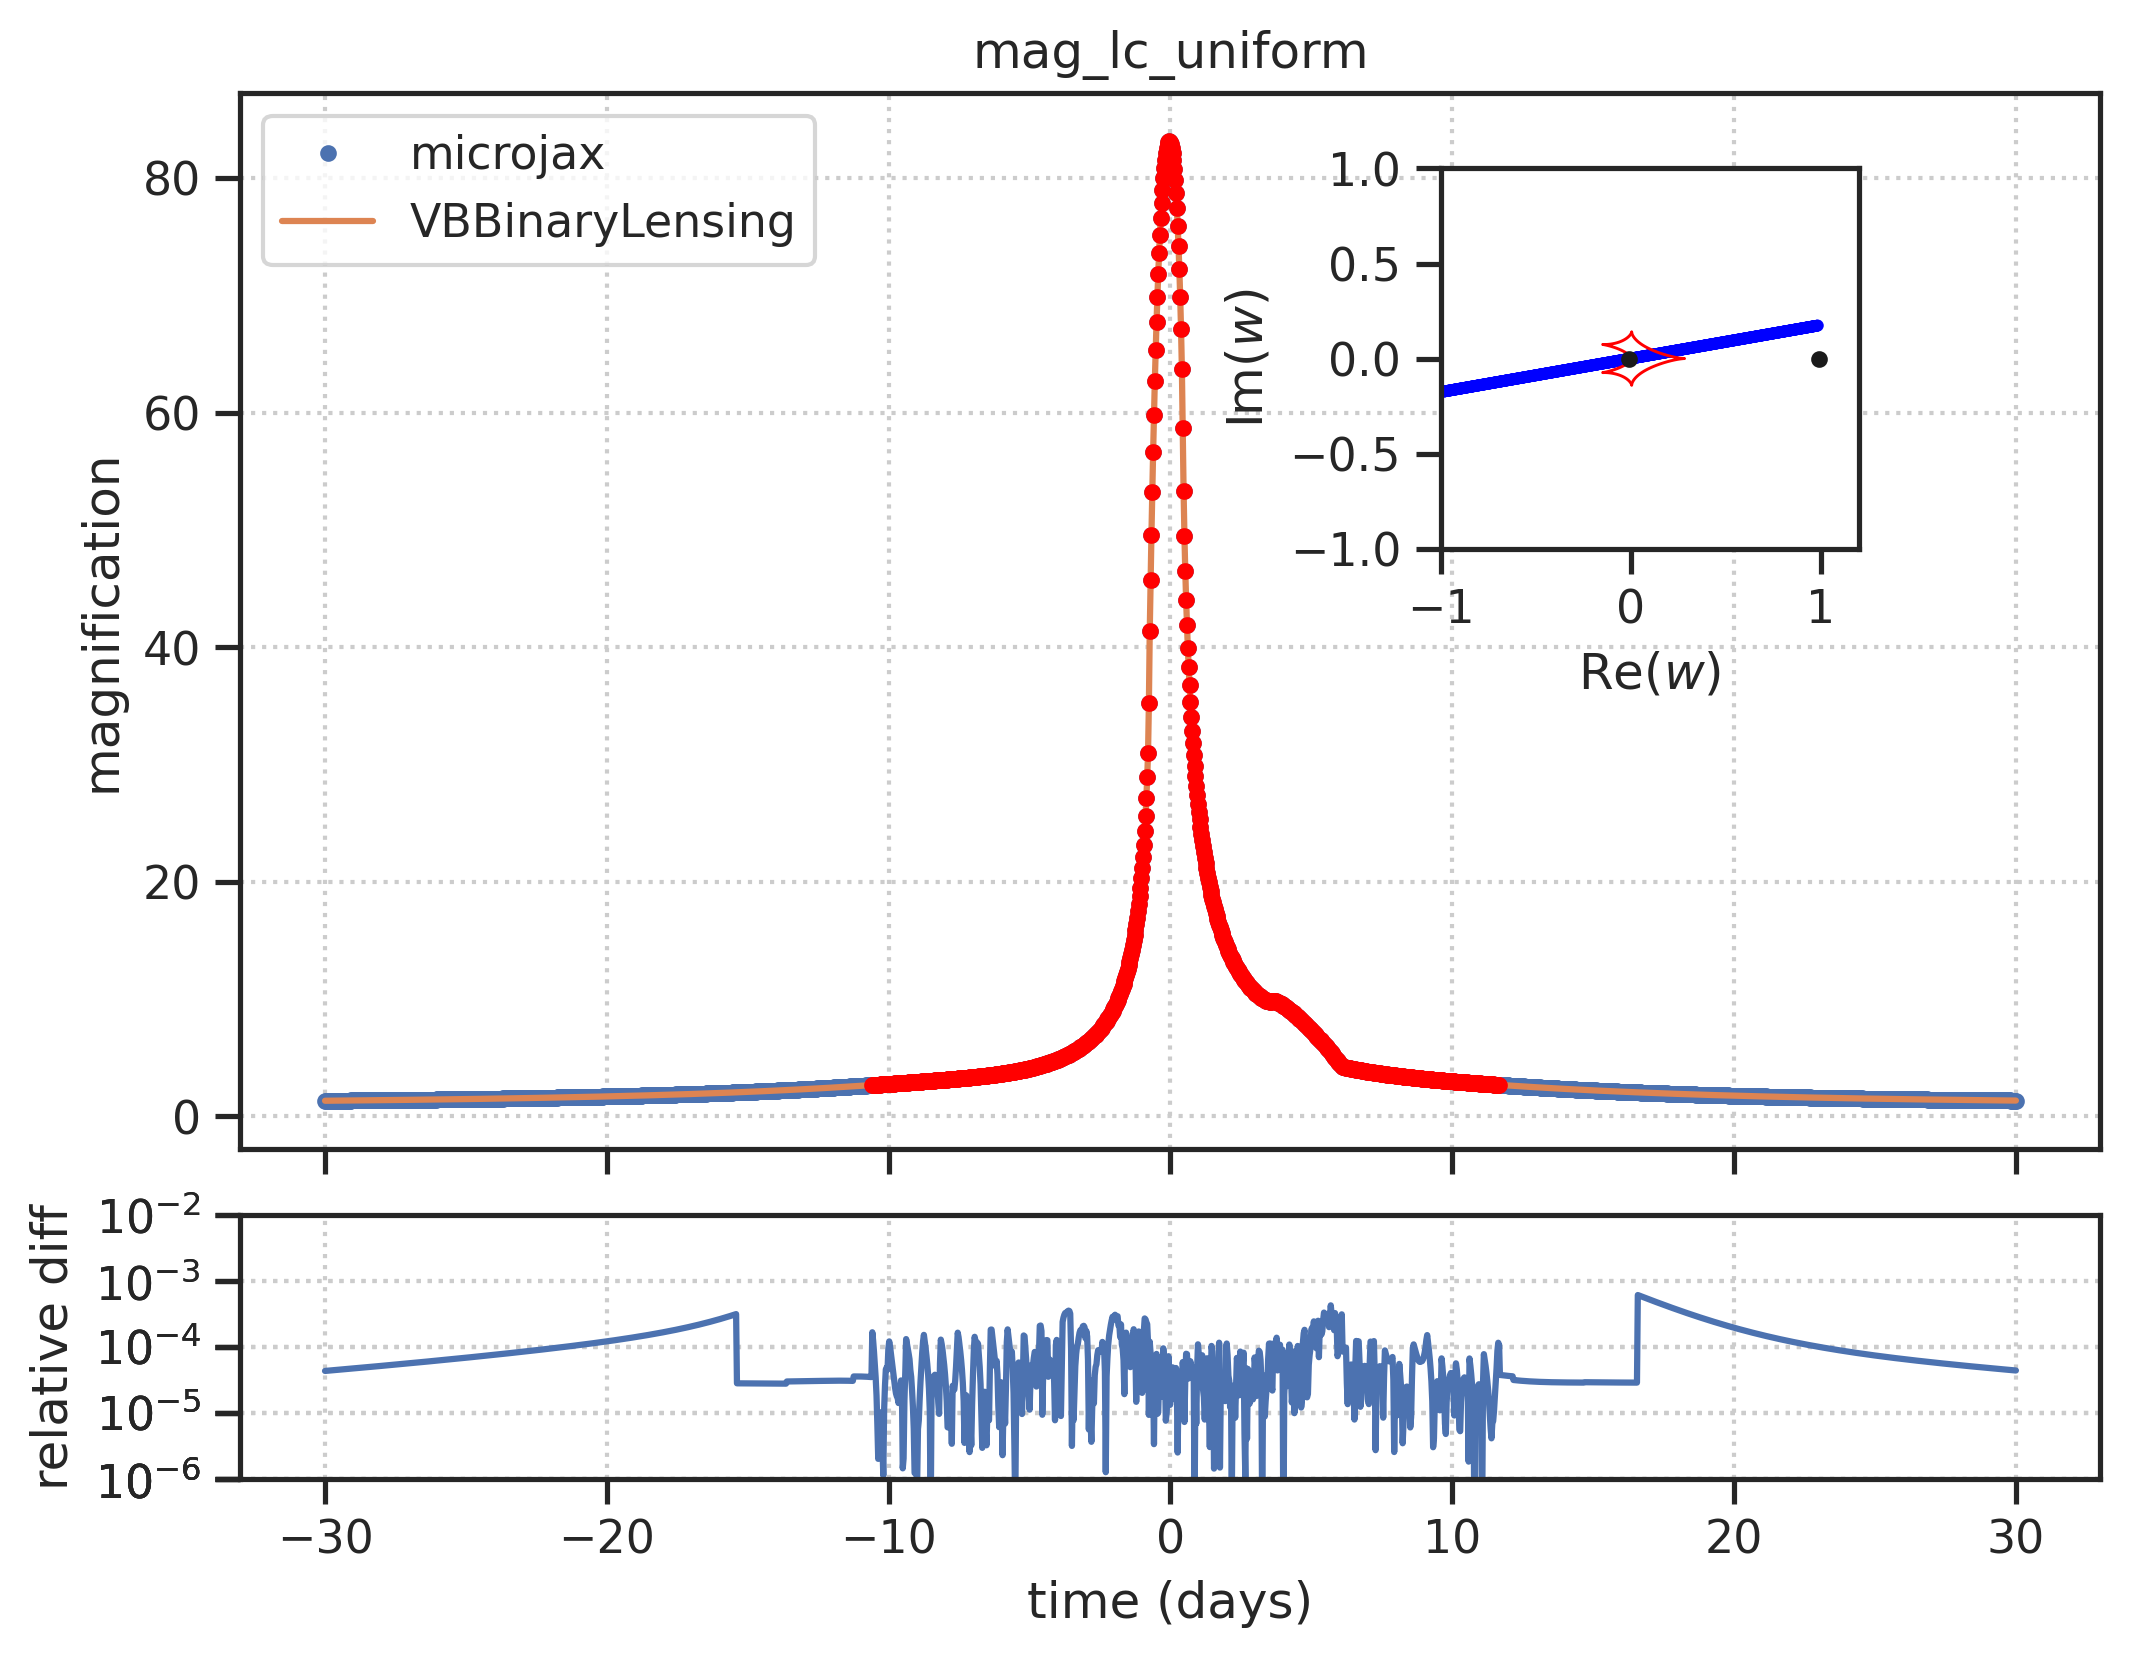 mag_lc_uniform
microjax
VBBinaryLensing
magnification
80
60
40
20
0
Im(w)
1.0
0.5
0.0
−0.5
−1.0
−1 0 1
Re(w)
relative diff
10⁻²
10⁻³
10⁻⁴
10⁻⁵
10⁻⁶
−30 −20 −10 0 10 20 30
time (days)